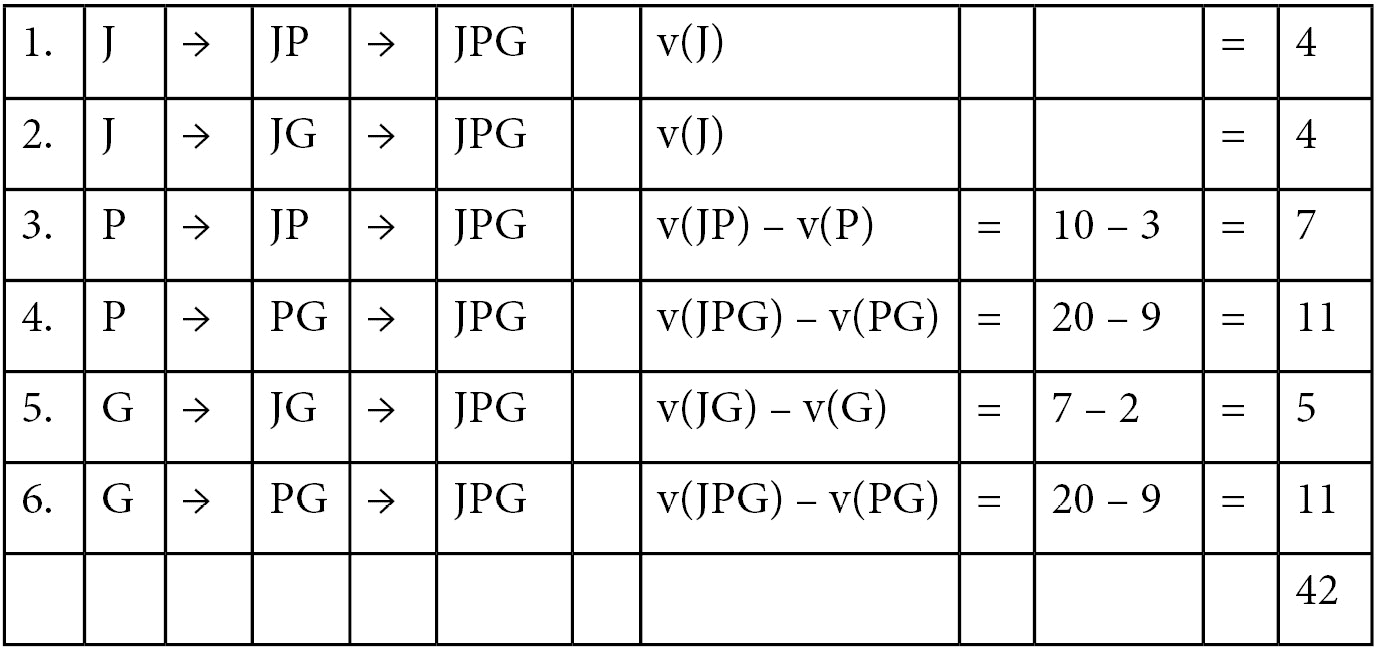 1. J → JP → JPG v(J) = 4
2. J → JG → JPG v(J) = 4
3. P → JP → JPG v(JP) – v(P) = 10 – 3 = 7
4. P → PG → JPG v(JPG) – v(PG) = 20 – 9 = 11
5. G → JG → JPG v(JG) – v(G) = 7 – 2 = 5
6. G → PG → JPG v(JPG) – v(PG) = 20 – 9 = 11
42